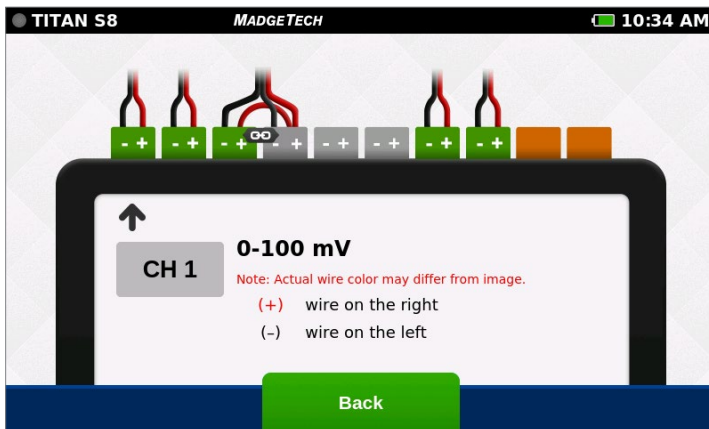 TITAN S8 MADGETECH 10:34 AM
- + - + - + - + - + - + - + - +
CH 1
0-100 mV
Note: Actual wire color may differ from image.
(+) wire on the right
(–) wire on the left
Back